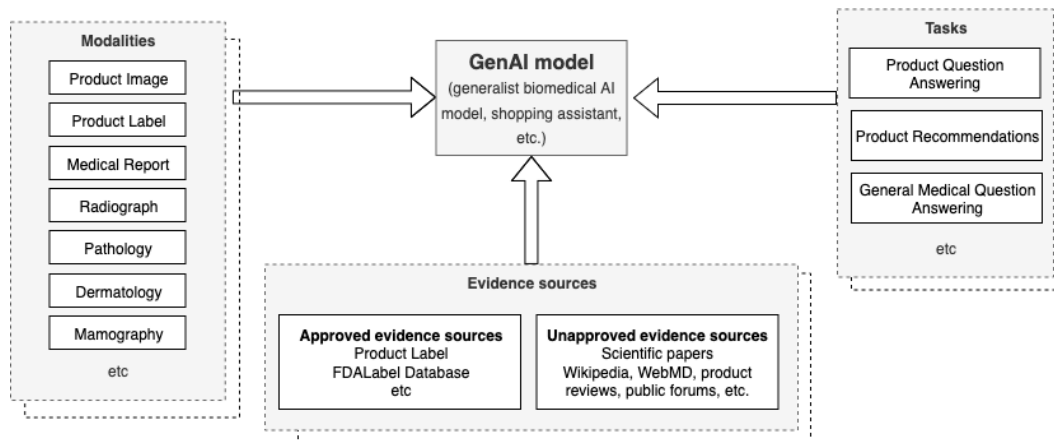 Modalities
Product Image
Product Label
Medical Report
Radiograph
Pathology
Dermatology
Mamography
etc
GenAI model
(generalist biomedical AI
model, shopping assistant,
etc.)
Tasks
Product Question
Answering
Product Recommendations
General Medical Question
Answering
etc
Evidence sources
Approved evidence sources
Product Label
FDALabel Database
etc
Unapproved evidence sources
Scientific papers
Wikipedia, WebMD, product
reviews, public forums, etc.